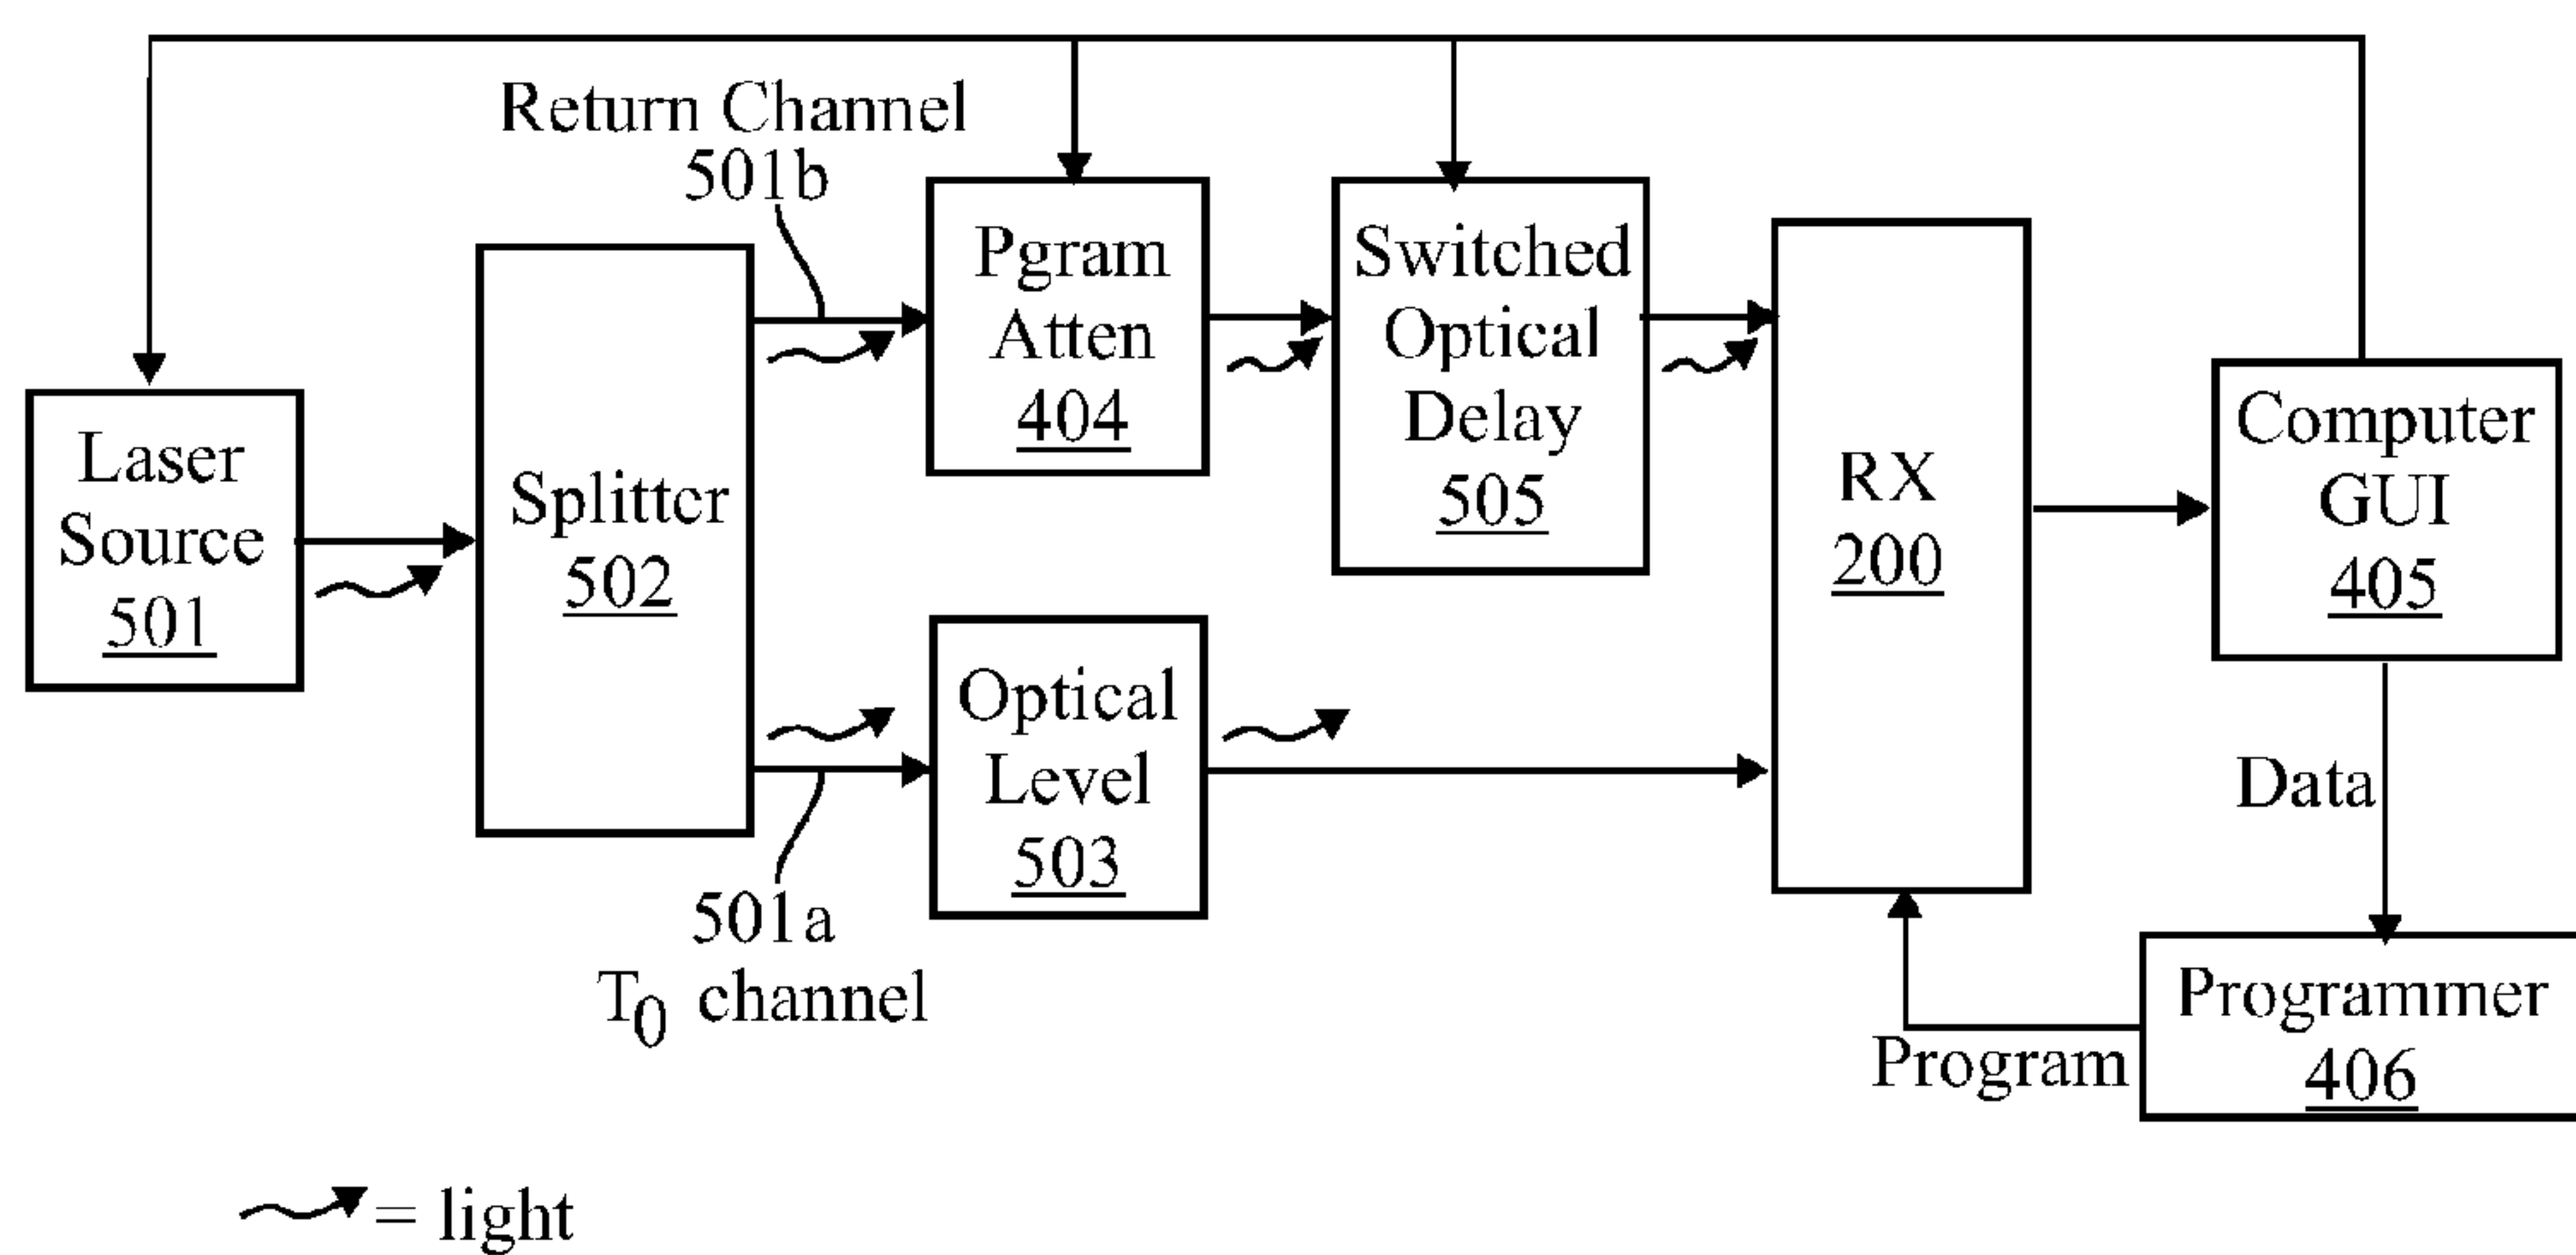 Return Channel
501b
Laser
Source
501
Splitter
502
Pgram
Atten
404
Switched
Optical
Delay
505
501a
T0 channel
Optical
Level
503
RX
200
Computer
GUI
405
Data
Program
Programmer
406
= light